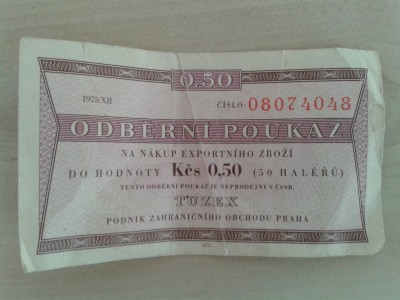 0.50
1975/XII ČÍSLO: 08074048
ODBĚRNÍ POUKAZ
NA NÁKUP EXPORTNÍHO ZBOŽÍ
DO HODNOTY Kčs 0,50 (50 HALÉŘŮ)
TENTO ODBĚRNÍ POUKAZ JE NEPRODEJNÝ V ČSSR.
TUZEX
PODNIK ZAHRANIČNÍHO OBCHODU PRAHA